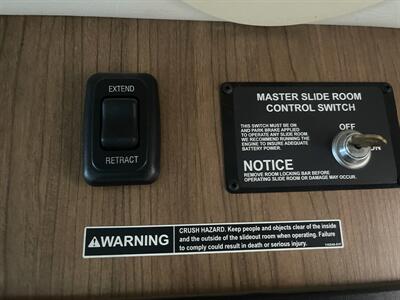 EXTEND
RETRACT
MASTER SLIDE ROOM
CONTROL SWITCH
THIS SWITCH MUST BE ON
AND PARK BRAKE APPLIED
TO OPERATE ANY SLIDE ROOM
WE RECOMMEND RUNNING THE
ENGINE TO INSURE ADEQUATE
BATTERY POWER.
OFF
ON
NOTICE
REMOVE ROOM LOCKING BAR BEFORE
OPERATING SLIDE ROOM OR DAMAGE MAY OCCUR.
WARNING
CRUSH HAZARD. Keep people and objects clear of the inside
and the outside of the slideout room when operating. Failure
to comply could result in death or serious injury.